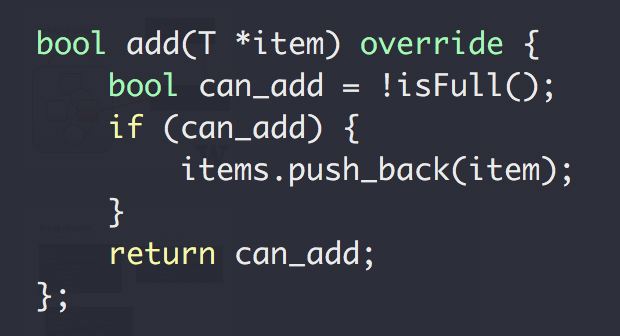 bool add(T *item) override {
    bool can_add = !isFull();
    if (can_add) {
        items.push_back(item);
    }
    return can_add;
};